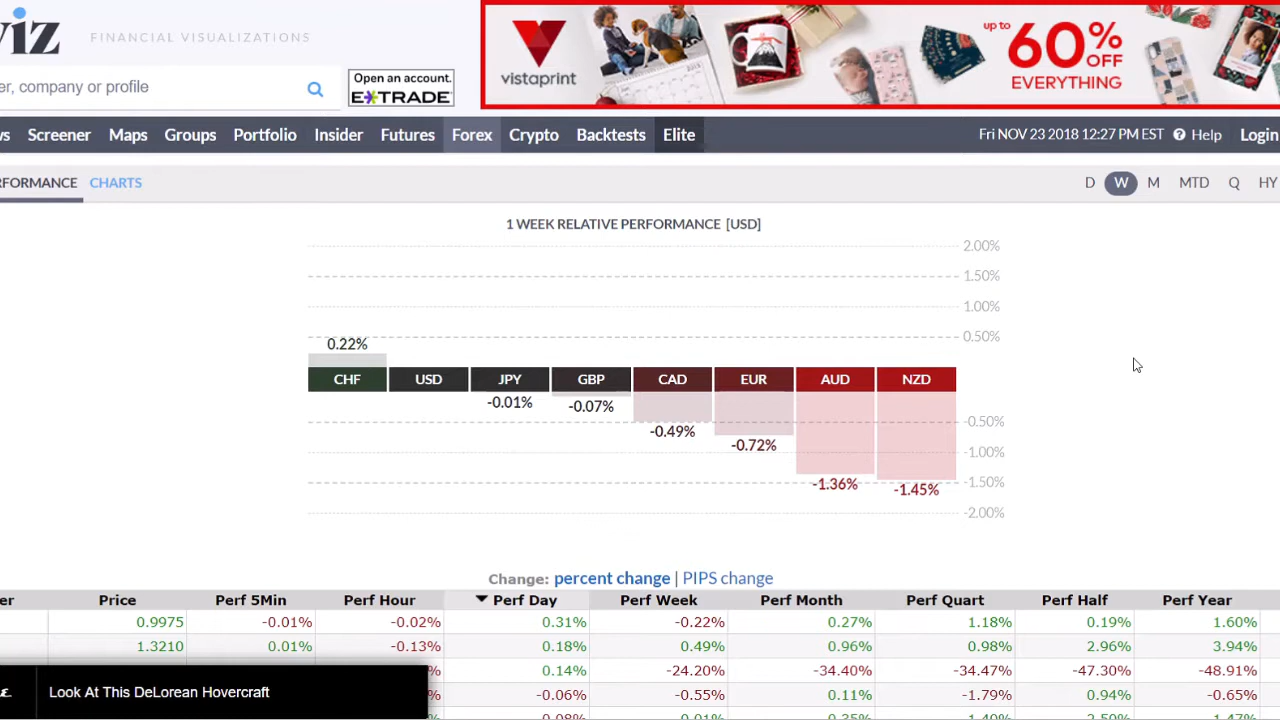 viz FINANCIAL VISUALIZATIONS
er, company or profile
Open an account.
E*TRADE
vistaprint
up to 60% OFF
EVERYTHING
vs Screener Maps Groups Portfolio Insider Futures Forex Crypto Backtests Elite Fri NOV 23 2018 12:27 PM EST ? Help Login
RFORMANCE CHARTS D W M MTD Q HY
1 WEEK RELATIVE PERFORMANCE [USD]
2.00%
1.50%
1.00%
0.50%
0.22%
CHF USD JPY GBP CAD EUR AUD NZD
-0.01% -0.07% -0.49% -0.72% -1.36% -1.45%
-0.50%
-1.00%
-1.50%
-2.00%
Change: percent change | PIPS change
er Price Perf 5Min Perf Hour Perf Day Perf Week Perf Month Perf Quart Perf Half Perf Year
0.9975 -0.01% -0.02% 0.31% -0.22% 0.27% 1.18% 0.19% 1.60%
1.3210 0.01% -0.13% 0.18% 0.49% 0.96% 0.98% 2.96% 3.94%
% 0.14% -24.20% -34.40% -34.47% -47.30% -48.91%
% -0.06% -0.55% 0.11% -1.79% 0.94% -0.65%
Look At This DeLorean Hovercraft